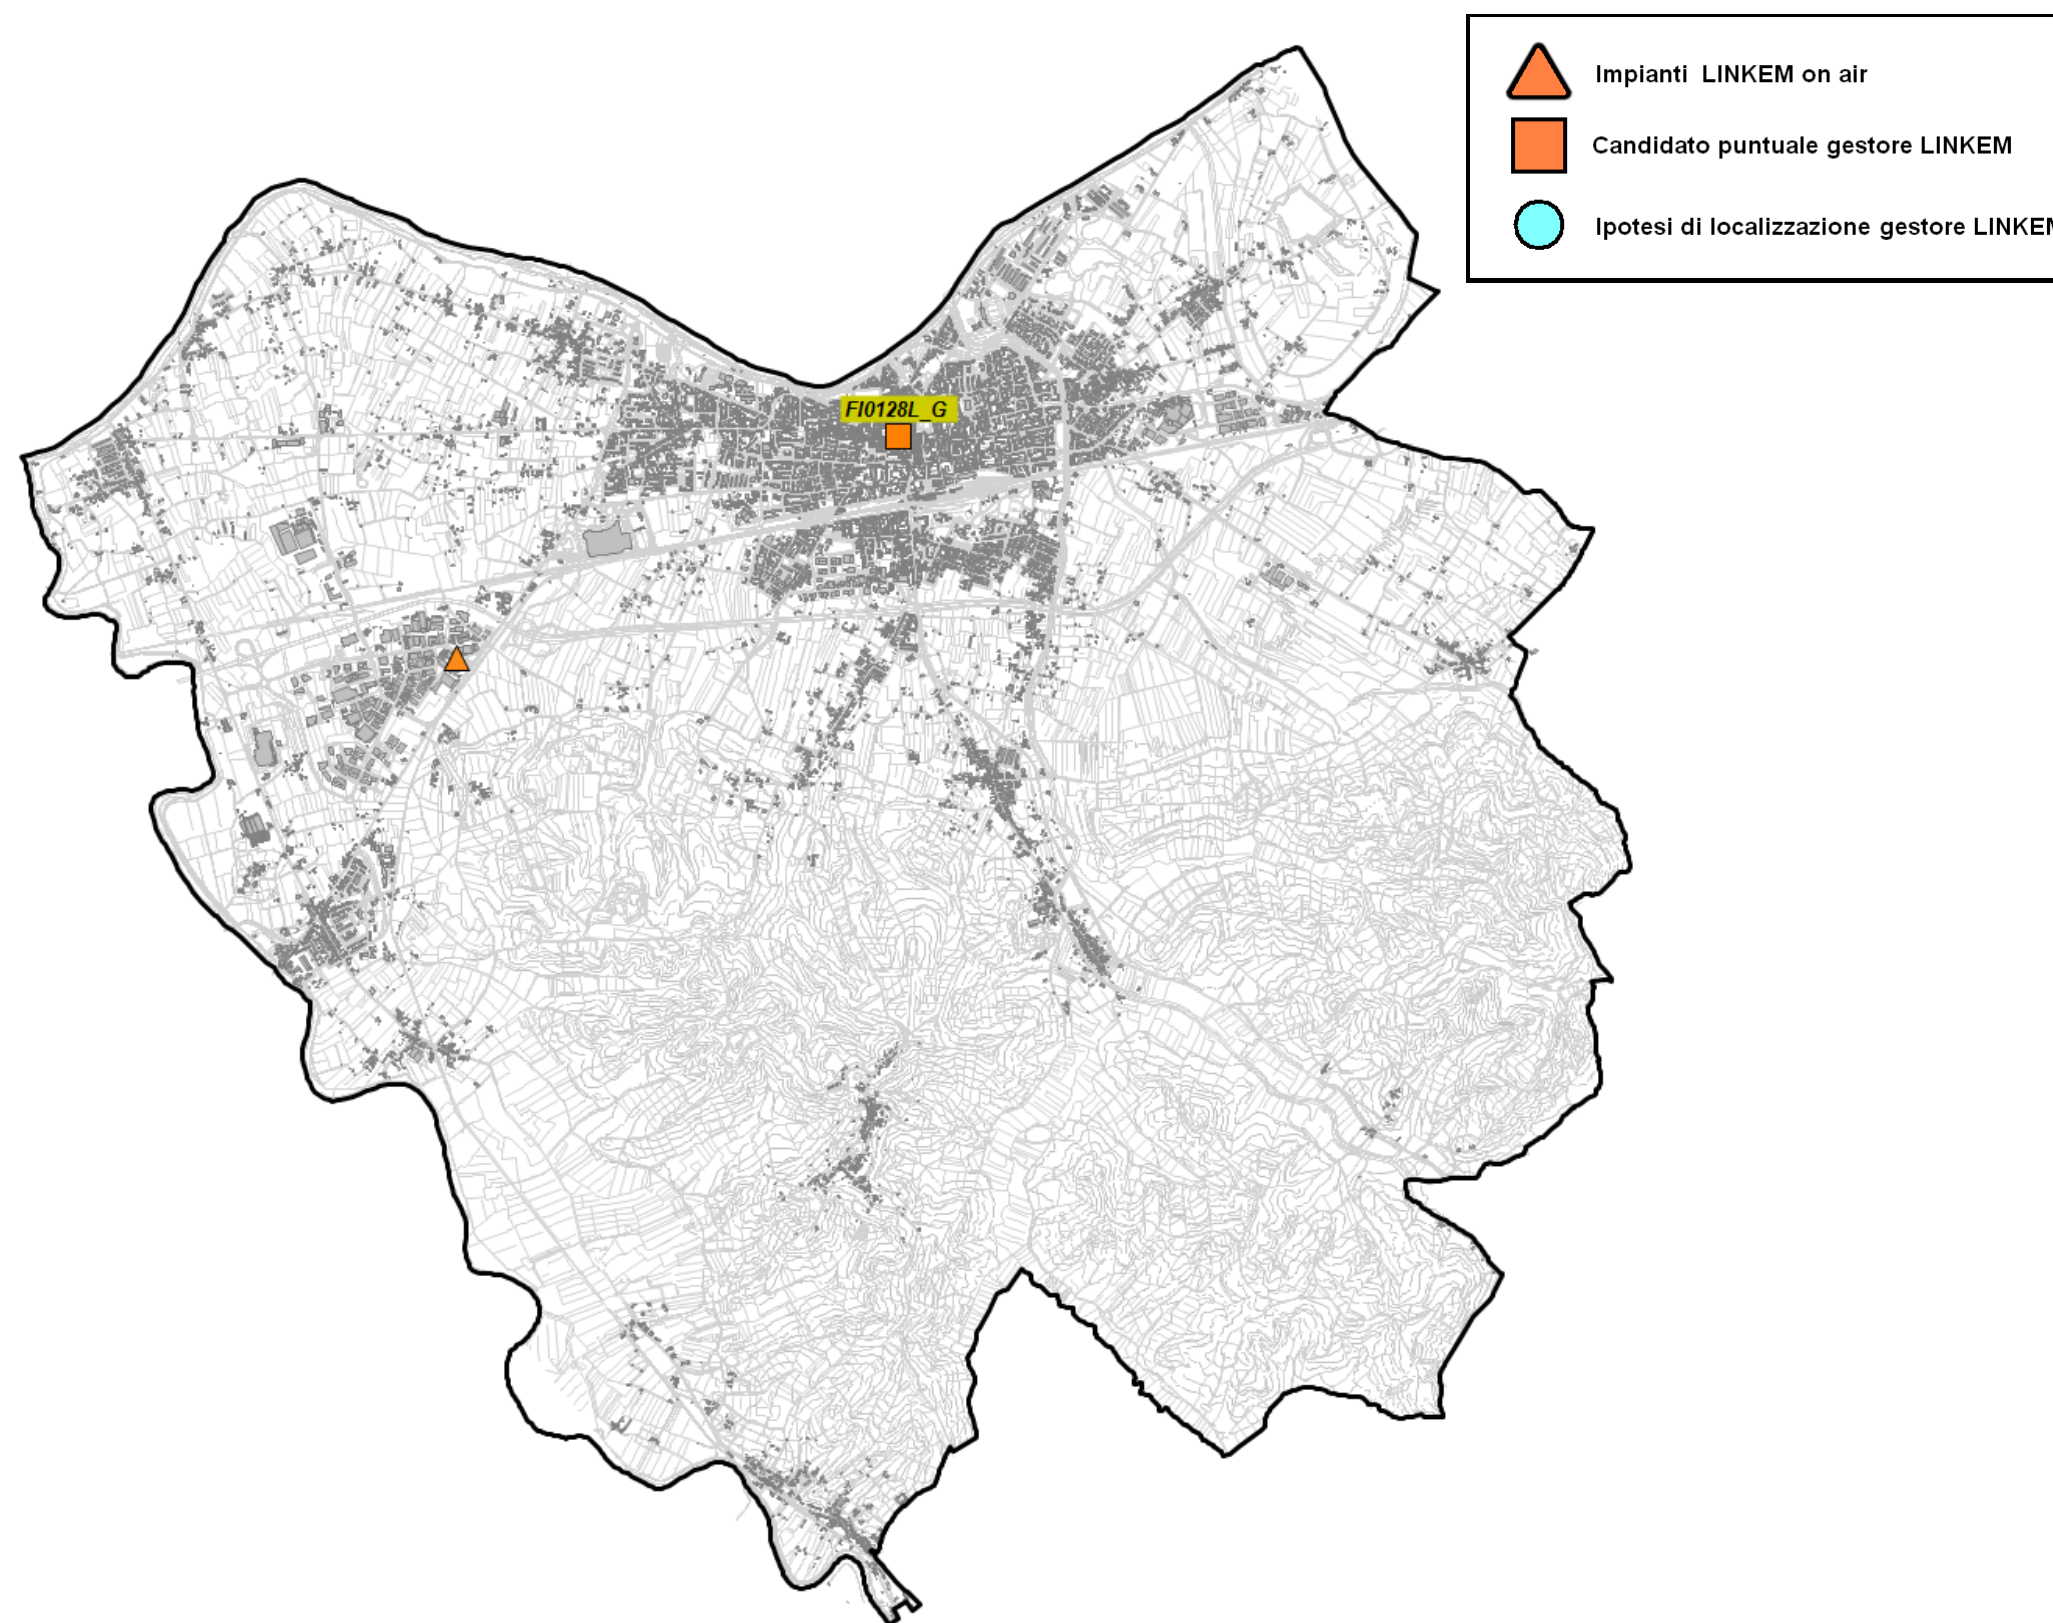 Impianti LINKEM on air
Candidato puntuale gestore LINKEM
Ipotesi di localizzazione gestore LINKEM
FI0128L_G